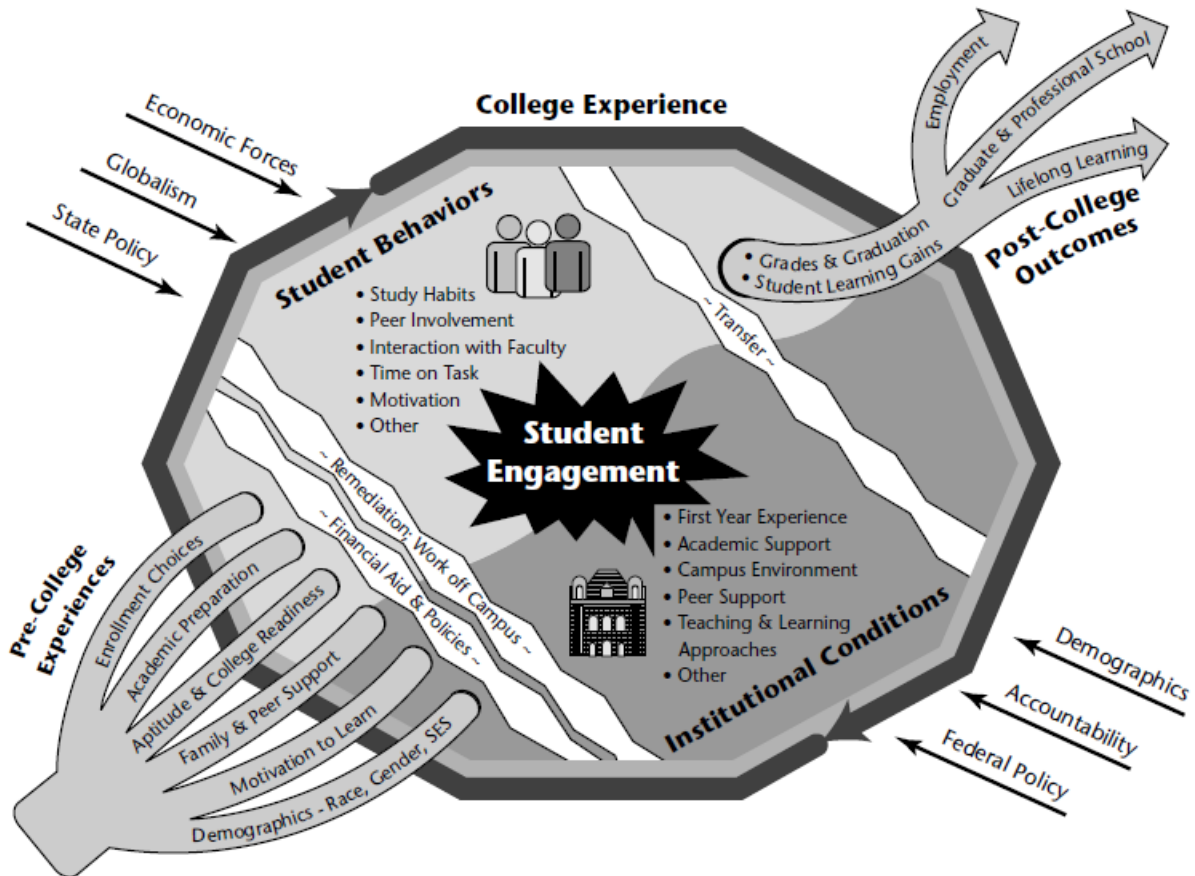 College Experience
Economic Forces
Globalism
State Policy
Student Behaviors
• Study Habits
• Peer Involvement
• Interaction with Faculty
• Time on Task
• Motivation
• Other
Student
Engagement
~ Transfer ~
• Grades & Graduation
• Student Learning Gains
Employment
Graduate & Professional School
Lifelong Learning
Post-College
Outcomes
~ Remediation: Work off Campus ~
~ Financial Aid & Policies ~
Pre-College
Experiences
Enrollment Choices
Academic Preparation
Aptitude & College Readiness
Family & Peer Support
Motivation to Learn
Demographics - Race, Gender, SES
• First Year Experience
• Academic Support
• Campus Environment
• Peer Support
• Teaching & Learning
Approaches
• Other
Institutional Conditions
Demographics
Accountability
Federal Policy